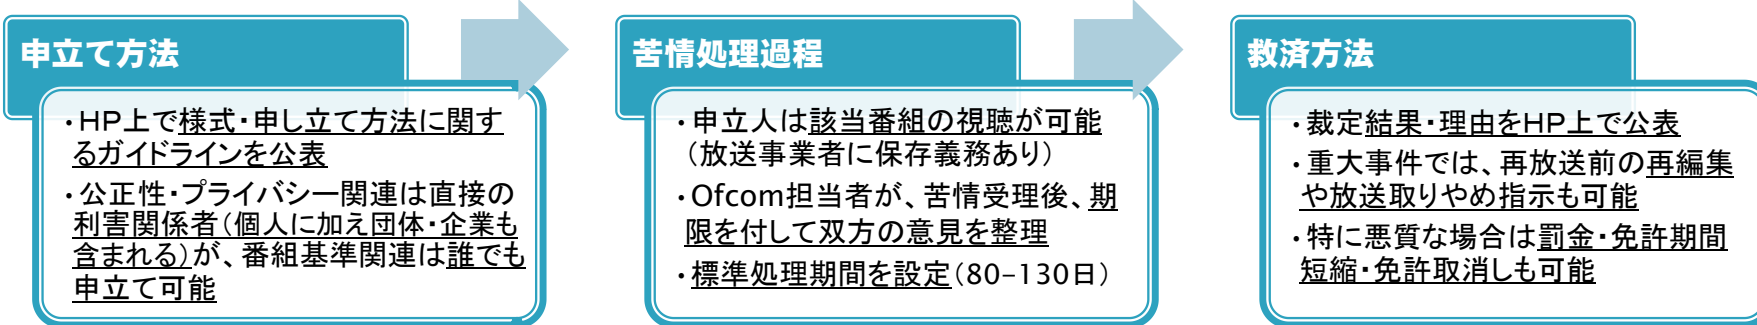 申立て方法
・HP上で様式・申し立て方法に関す
るガイドラインを公表
・公正性・プライバシー関連は直接の
利害関係者(個人に加え団体・企業も
含まれる)が、番組基準関連は誰でも
申立て可能
苦情処理過程
・申立人は該当番組の視聴が可能
(放送事業者に保存義務あり)
・Ofcom担当者が、苦情受理後、期
限を付して双方の意見を整理
・標準処理期間を設定(80-130日)
救済方法
・裁定結果・理由をHP上で公表
・重大事件では、再放送前の再編集
や放送取りやめ指示も可能
・特に悪質な場合は罰金・免許期間
短縮・免許取消しも可能